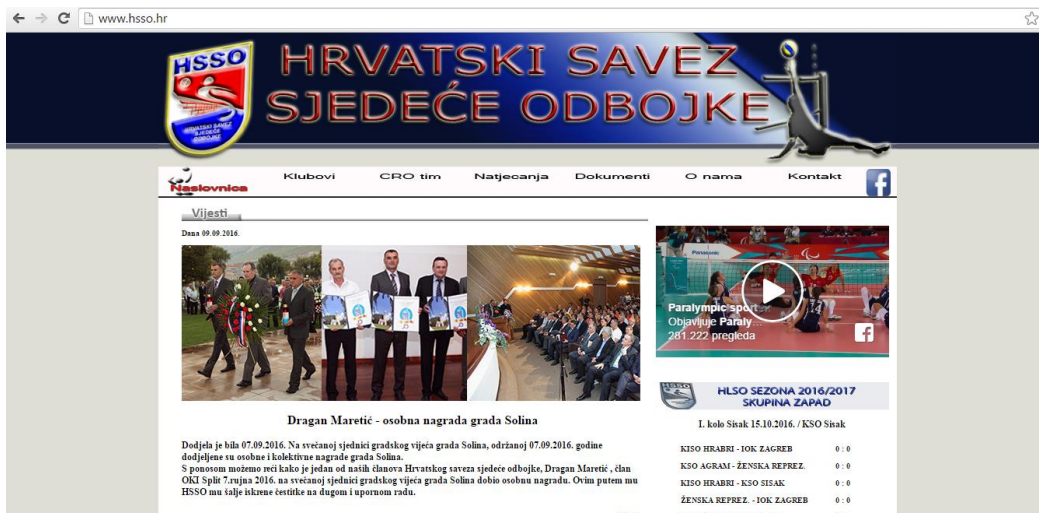 www.hsso.hr
HSSO
HRVATSKI SAVEZ
SJEDEĆE ODBOJKE
HRVATSKI SAVEZ
SJEDEĆE
ODBOJKE
Naslovnica Klubovi CRO tim Natjecanja Dokumenti O nama Kontakt
Vijesti
Dana 09.09.2016.
Dragan Maretić - osobna nagrada grada Solina
Dodjela je bila 07.09.2016. Na svečanoj sjednici gradskog vijeća grada Solina, održanoj 07.09.2016. godine
dodjeljene su osobne i kolektivne nagrade grada Solina.
S ponosom možemo reći kako je jedan od naših članova Hrvatskog saveza sjedeće odbojke, Dragan Maretić , član
OKI Split 7.rujna 2016. na svečanoj sjednici gradskog vijeća grada Solina dobio osobnu nagradu. Ovim putem mu
HSSO mu šalje iskrene čestitke na dugom i upornom radu.
Panasonic
14
Paralympic sport...
Objavljuje Paraly...
281.222 pregleda
HSSO
HLSO SEZONA 2016/2017
SKUPINA ZAPAD
I. kolo Sisak 15.10.2016. / KSO Sisak
KISO HRABRI - IOK ZAGREB 0 : 0
KSO AGRAM - ŽENSKA REPREZ. 0 : 0
KISO HRABRI - KSO SISAK 0 : 0
ŽENSKA REPREZ. - IOK ZAGREB 0 : 0